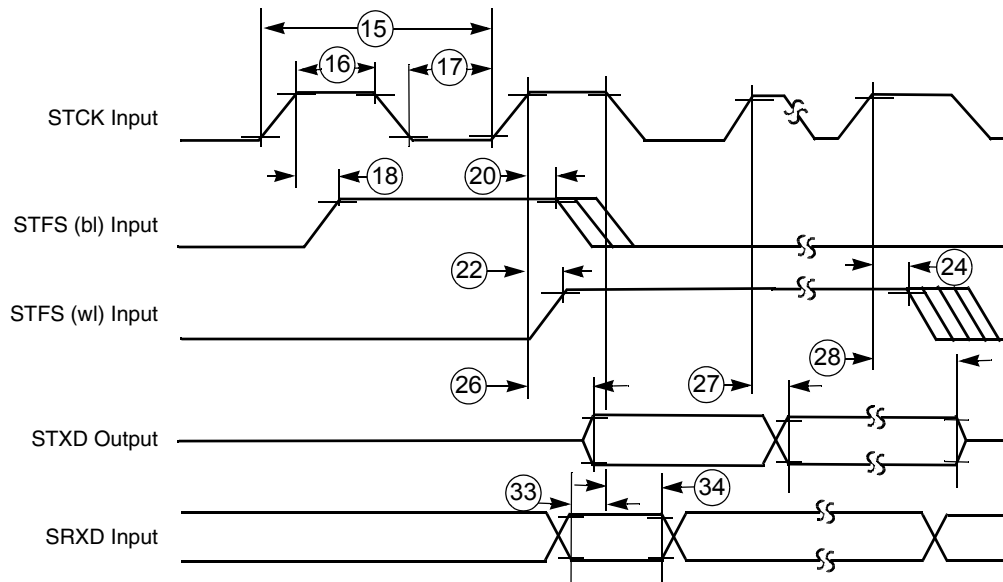 15
16
17
STCK Input
18
20
STFS (bl) Input
22
24
STFS (wl) Input
26
27
28
STXD Output
33
34
SRXD Input